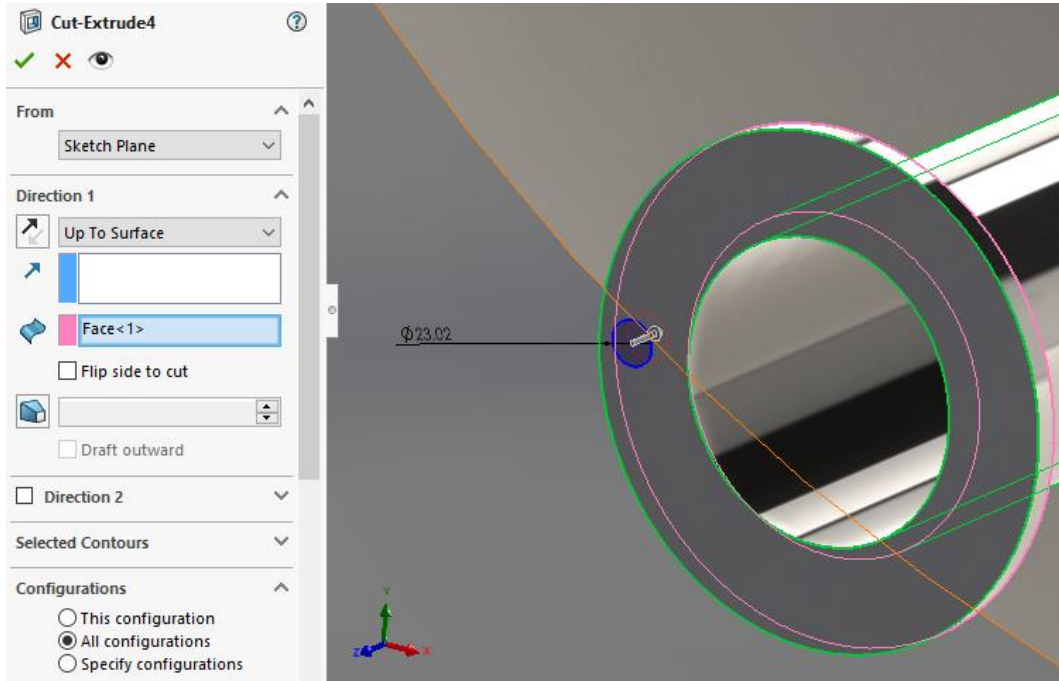 Cut-Extrude4
From
Sketch Plane
Direction 1
Up To Surface
Face<1>
Flip side to cut
Draft outward
Direction 2
Selected Contours
Configurations
This configuration
All configurations
Specify configurations
Ø23.02
Y
Z
X